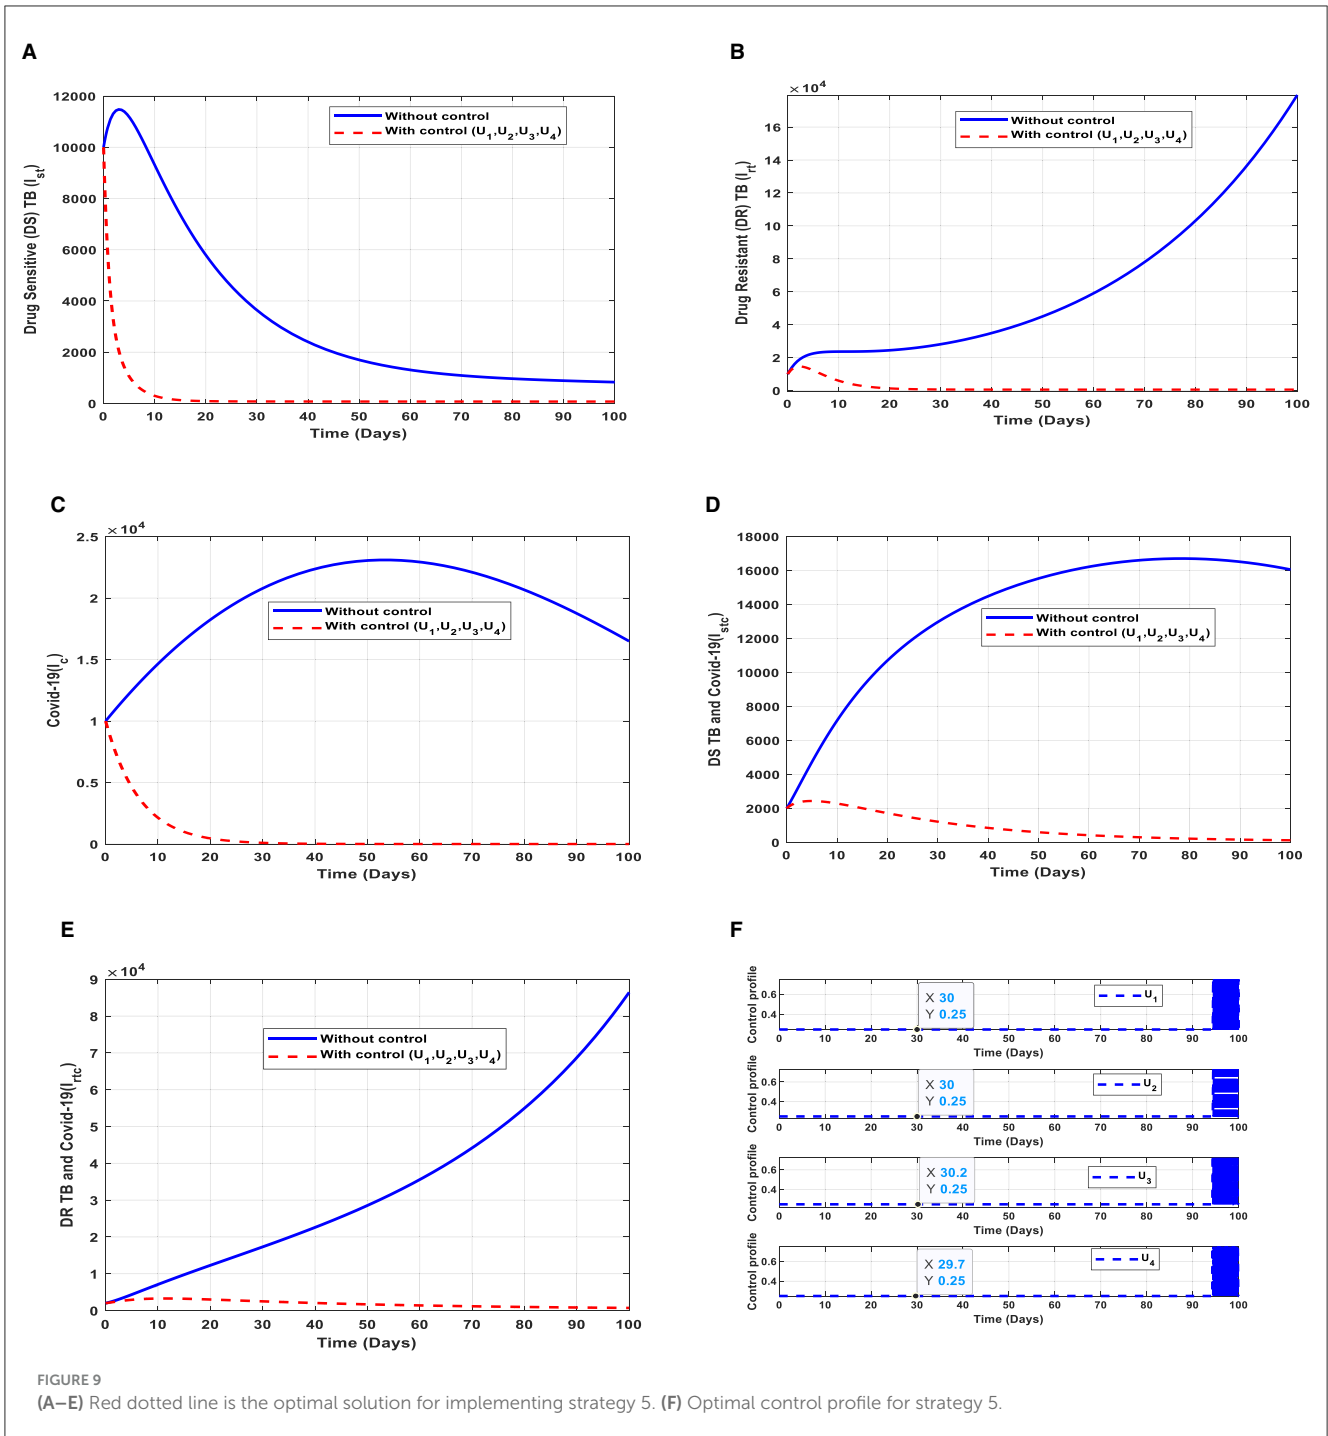 A
Drug Sensitive (DS) TB (I_st)
12000
10000
8000
6000
4000
2000
0
Without control
With control (U_1,U_2,U_3,U_4)
0 10 20 30 40 50 60 70 80 90 100
Time (Days)
B
×10^4
Drug Resistant (DR) TB (I_rt)
16
14
12
10
8
6
4
2
0
Without control
With control (U_1,U_2,U_3,U_4)
0 10 20 30 40 50 60 70 80 90 100
Time (Days)
C
×10^4
Covid-19(I_c)
2.5
2
1.5
1
0.5
0
Without control
With control (U_1,U_2,U_3,U_4)
0 10 20 30 40 50 60 70 80 90 100
Time (Days)
D
DS TB and Covid-19(I_stc)
18000
16000
14000
12000
10000
8000
6000
4000
2000
0
Without control
With control (U_1,U_2,U_3,U_4)
0 10 20 30 40 50 60 70 80 90 100
Time (Days)
E
×10^4
DR TB and Covid-19(I_rtc)
9
8
7
6
5
4
3
2
1
0
Without control
With control (U_1,U_2,U_3,U_4)
0 10 20 30 40 50 60 70 80 90 100
Time (Days)
F
Control profile
0.6
0.4
X 30
Y 0.25
U_1
0 10 20 30 40 50 60 70 80 90 100
Time (Days)
Control profile
0.6
0.4
X 30
Y 0.25
U_2
0 10 20 30 40 50 60 70 80 90 100
Time (Days)
Control profile
0.6
0.4
X 30.2
Y 0.25
U_3
0 10 20 30 40 50 60 70 80 90 100
Time (Days)
Control profile
0.6
0.4
X 29.7
Y 0.25
U_4
0 10 20 30 40 50 60 70 80 90 100
Time (Days)
FIGURE 9
(A–E) Red dotted line is the optimal solution for implementing strategy 5. (F) Optimal control profile for strategy 5.